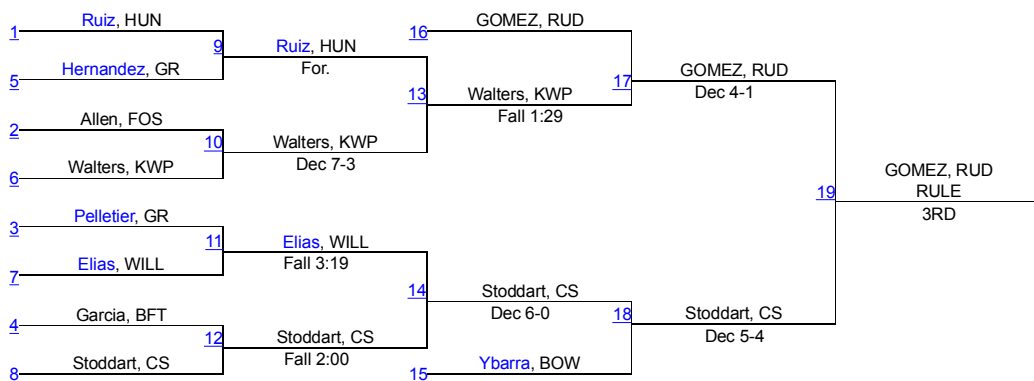 Ruiz, HUN
1
9
Hernandez, GR
5
Ruiz, HUN
For.
Allen, FOS
2
10
Walters, KWP
6
Walters, KWP
Dec 7-3
13
16
GOMEZ, RUD
Walters, KWP
Fall 1:29
17
GOMEZ, RUD
Dec 4-1
Pelletier, GR
3
11
Elias, WILL
7
Elias, WILL
Fall 3:19
Garcia, BFT
4
12
Stoddart, CS
8
Stoddart, CS
Fall 2:00
14
Stoddart, CS
Dec 6-0
18
15
Ybarra, BOW
Stoddart, CS
Dec 5-4
19
GOMEZ, RUD
RULE
3RD